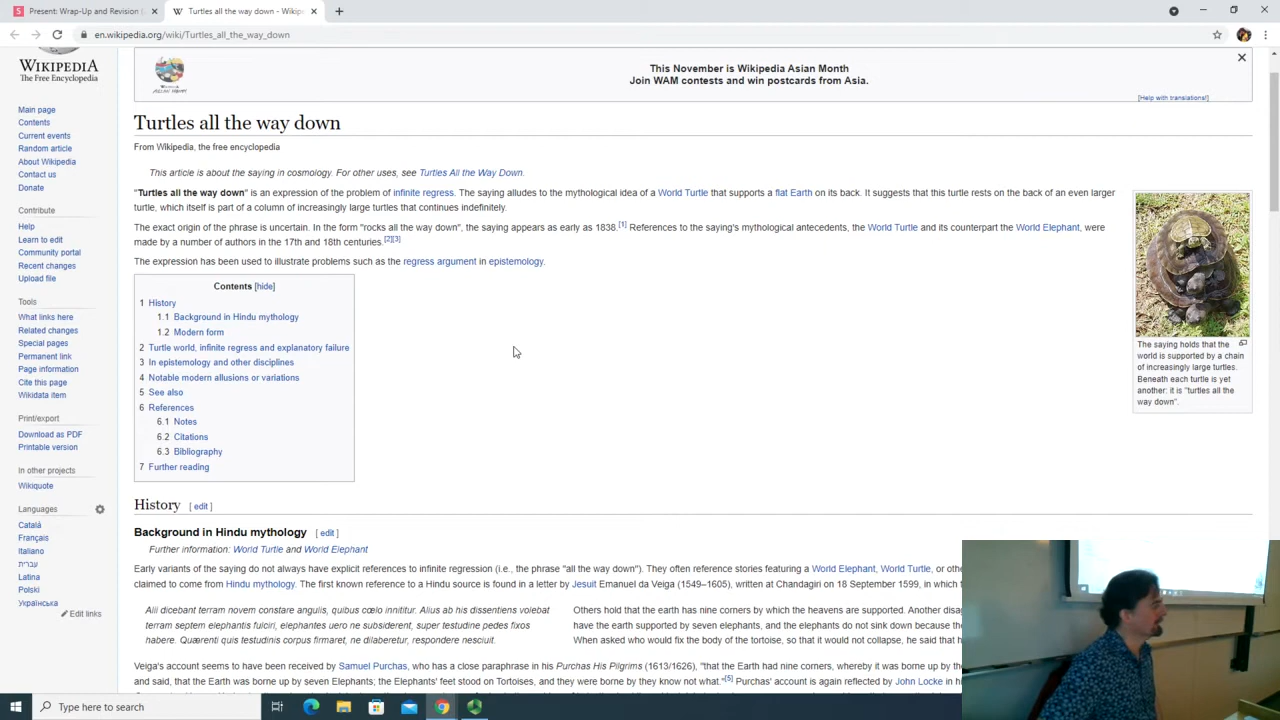 Present: Wrap-Up and Revision
Turtles all the way down - Wikip
en.wikipedia.org/wiki/Turtles_all_the_way_down
WIKIPEDIA
The Free Encyclopedia
Main page
Contents
Current events
Random article
About Wikipedia
Contact us
Donate
Contribute
Help
Learn to edit
Community portal
Recent changes
Upload file
Tools
What links here
Related changes
Special pages
Permanent link
Page information
Cite this page
Wikidata item
Print/export
Download as PDF
Printable version
In other projects
Wikiquote
Languages
Català
Français
Italiano
עברית
Latina
Polski
Українська
Edit links
This November is Wikipedia Asian Month
Join WAM contests and win postcards from Asia.
[Help with translations!]
Turtles all the way down
From Wikipedia, the free encyclopedia
This article is about the saying in cosmology. For other uses, see Turtles All the Way Down.
"Turtles all the way down" is an expression of the problem of infinite regress. The saying alludes to the mythological idea of a World Turtle that supports a flat Earth on its back. It suggests that this turtle rests on the back of an even larger
turtle, which itself is part of a column of increasingly large turtles that continues indefinitely.
The exact origin of the phrase is uncertain. In the form "rocks all the way down", the saying appears as early as 1838.[1] References to the saying's mythological antecedents, the World Turtle and its counterpart the World Elephant, were
made by a number of authors in the 17th and 18th centuries.[2][3]
The expression has been used to illustrate problems such as the regress argument in epistemology.
The saying holds that the
world is supported by a chain
of increasingly large turtles.
Beneath each turtle is yet
another: it is "turtles all the
way down".
Contents [hide]
1 History
1.1 Background in Hindu mythology
1.2 Modern form
2 Turtle world, infinite regress and explanatory failure
3 In epistemology and other disciplines
4 Notable modern allusions or variations
5 See also
6 References
6.1 Notes
6.2 Citations
6.3 Bibliography
7 Further reading
History [ edit ]
Background in Hindu mythology [ edit ]
Further information: World Turtle and World Elephant
Early variants of the saying do not always have explicit references to infinite regression (i.e., the phrase "all the way down"). They often reference stories featuring a World Elephant, World Turtle, or othe
claimed to come from Hindu mythology. The first known reference to a Hindu source is found in a letter by Jesuit Emanuel da Veiga (1549–1605), written at Chandagiri on 18 September 1599, in which t
Alii dicebant terram novem constare angulis, quibus cœlo innititur. Alius ab his dissentiens volebat
terram septem elephantis fulciri, elephantes uero ne subsiderent, super testudine pedes fixos
habere. Quærenti quis testudinis corpus firmaret, ne dilaberetur, respondere nesciuit.
Others hold that the earth has nine corners by which the heavens are supported. Another disag
have the earth supported by seven elephants, and the elephants do not sink down because the
When asked who would fix the body of the tortoise, so that it would not collapse, he said that h
Veiga's account seems to have been received by Samuel Purchas, who has a close paraphrase in his Purchas His Pilgrims (1613/1626), "that the Earth had nine corners, whereby it was borne up by the
and said, that the Earth was borne up by seven Elephants; the Elephants' feet stood on Tortoises, and they were borne by they know not what."[5] Purchas' account is again reflected by John Locke in hi
Type here to search